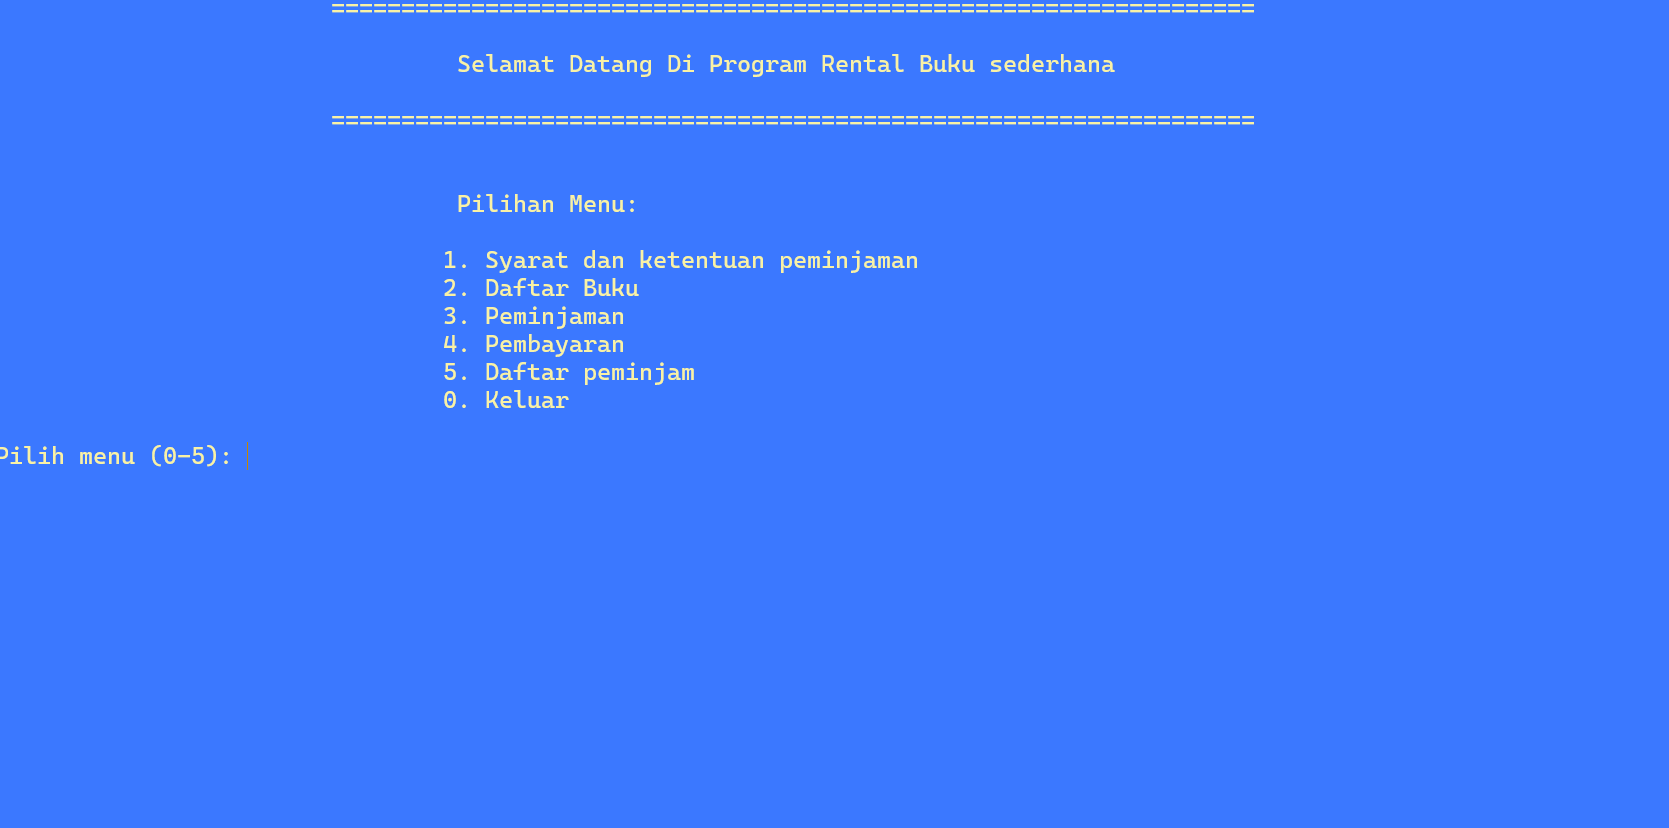 ==================================================================
Selamat Datang Di Program Rental Buku sederhana
==================================================================
Pilihan Menu:
1. Syarat dan ketentuan peminjaman
2. Daftar Buku
3. Peminjaman
4. Pembayaran
5. Daftar peminjam
0. Keluar
Pilih menu (0-5):